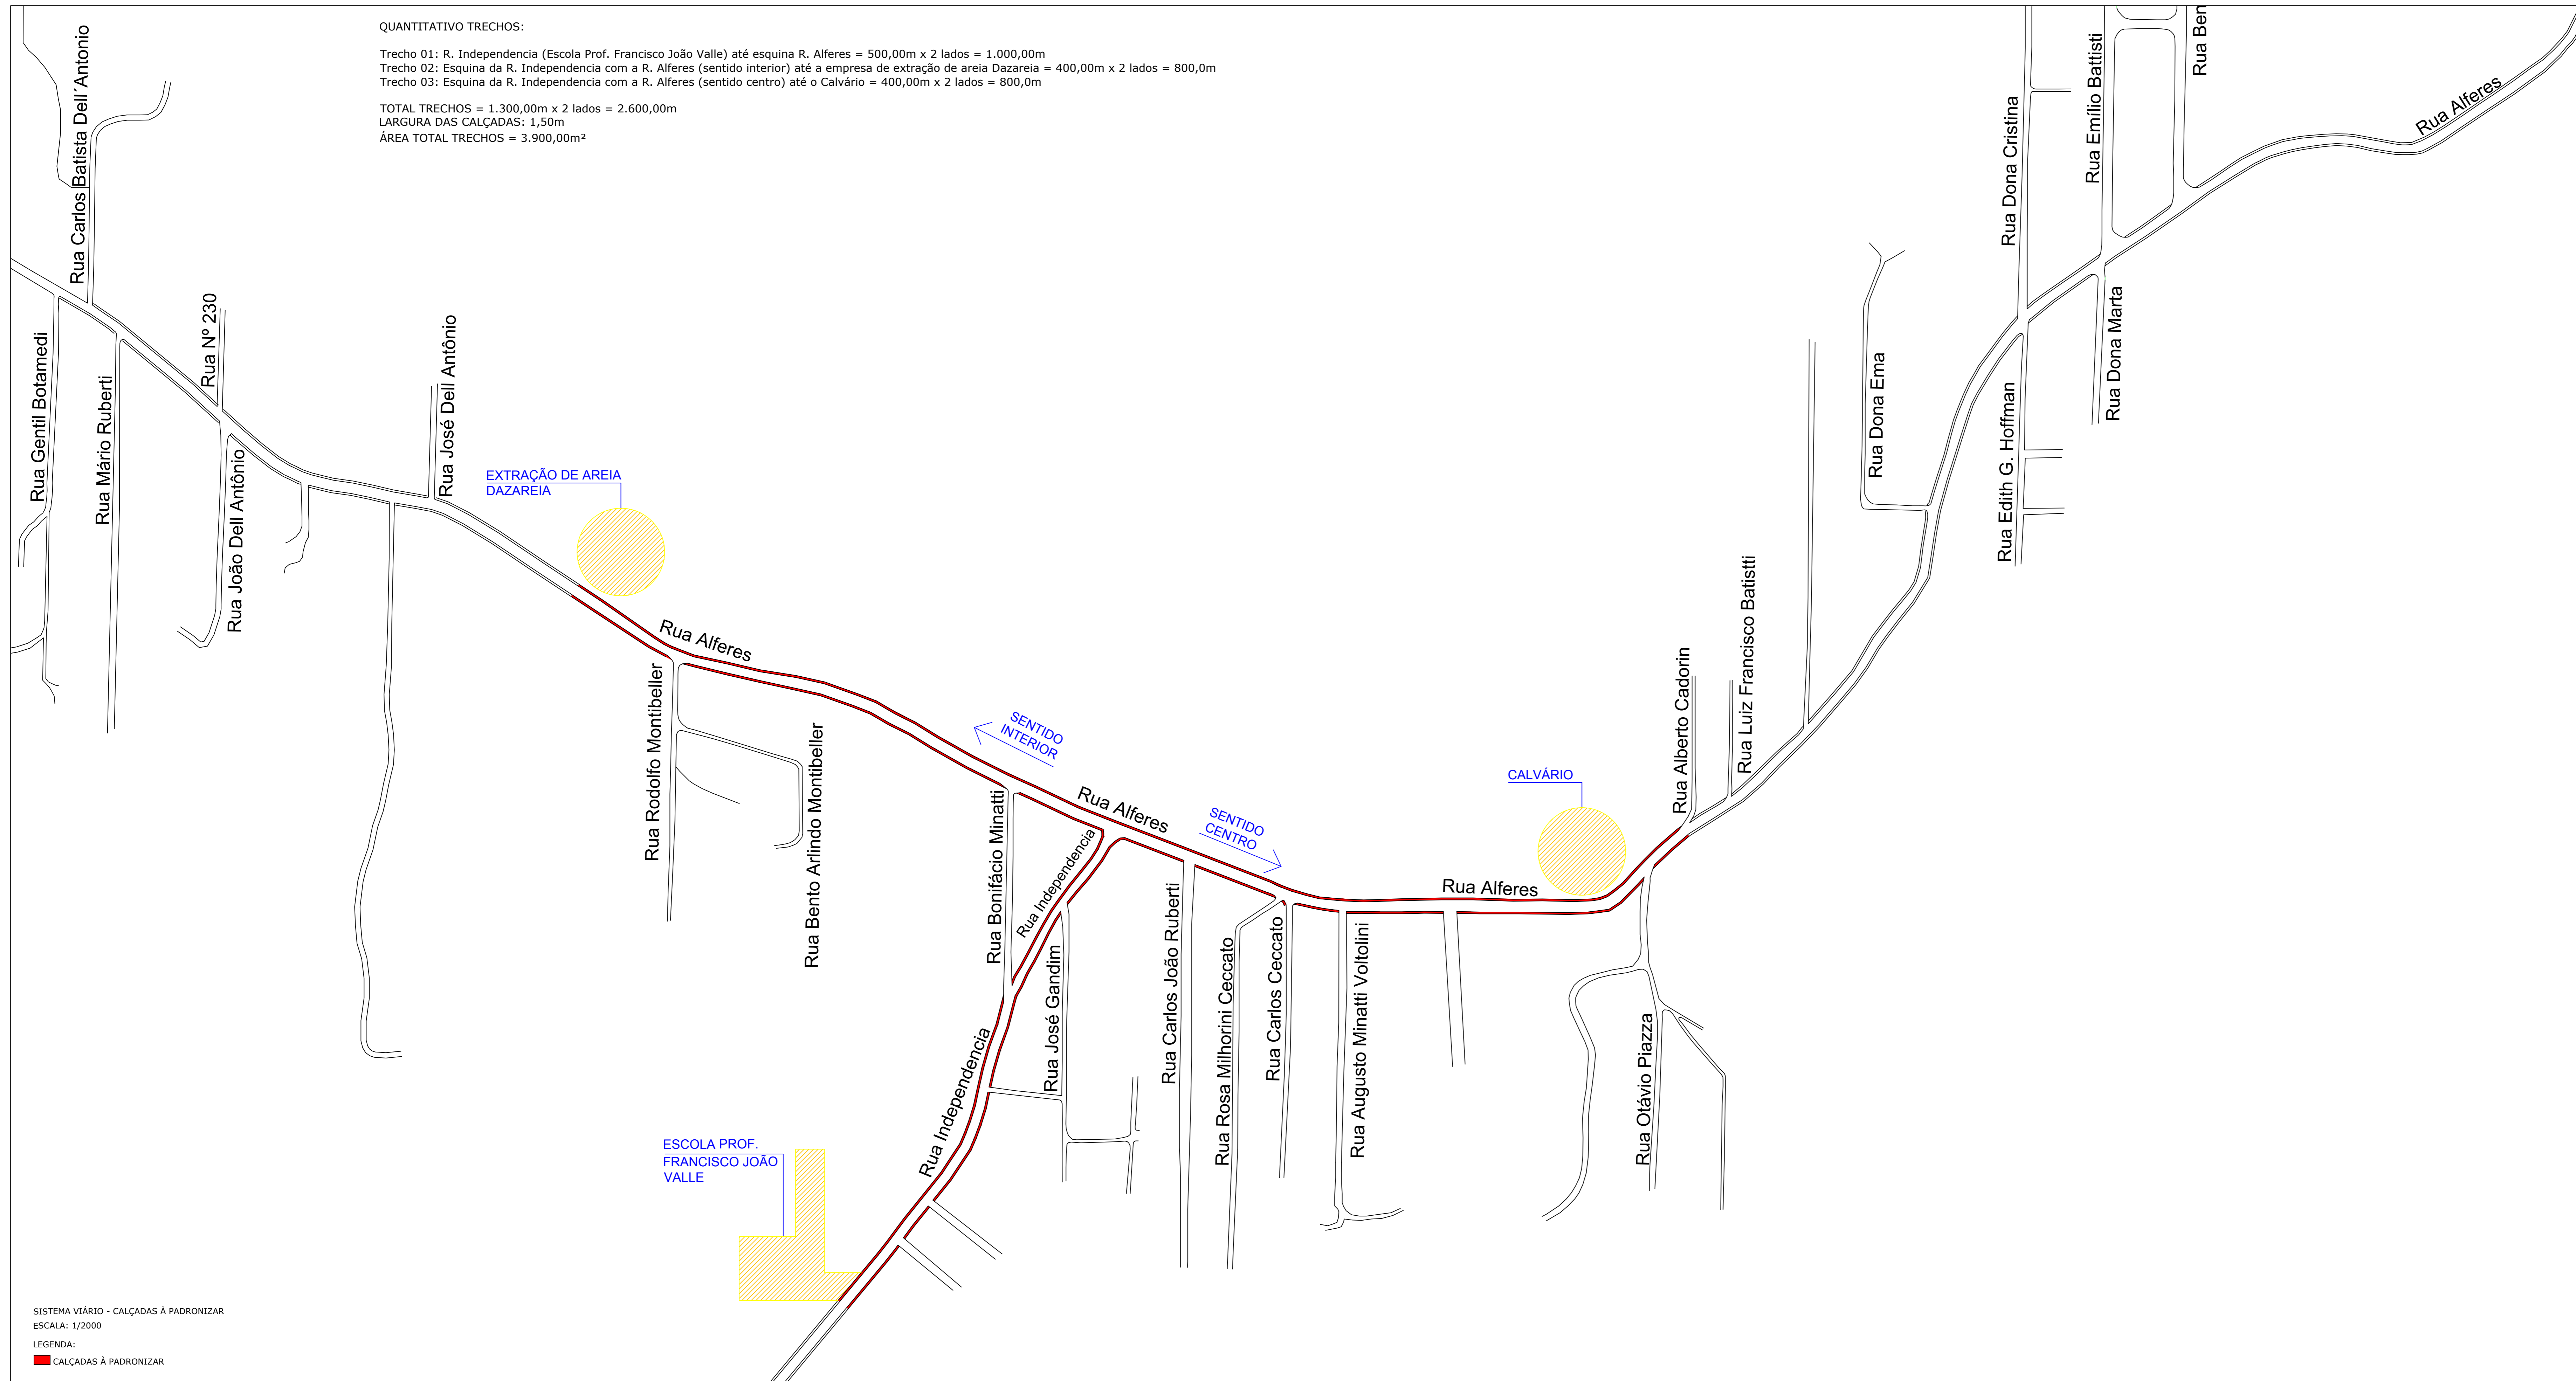 QUANTITATIVO TRECHOS:
Trecho 01: R. Independencia (Escola Prof. Francisco João Valle) até esquina R. Alferes = 500,00m x 2 lados = 1.000,00m
Trecho 02: Esquina da R. Independencia com a R. Alferes (sentido interior) até a empresa de extração de areia Dazareia = 400,00m x 2 lados = 800,0m
Trecho 03: Esquina da R. Independencia com a R. Alferes (sentido centro) até o Calvário = 400,00m x 2 lados = 800,0m
TOTAL TRECHOS = 1.300,00m x 2 lados = 2.600,00m
LARGURA DAS CALÇADAS: 1,50m
ÁREA TOTAL TRECHOS = 3.900,00m²
Rua Carlos Batista Dell´Antonio
Rua Gentil Botamedi
Rua Mário Ruberti
Rua Nº 230
Rua João Dell Antônio
Rua José Dell Antônio
EXTRAÇÃO DE AREIA
DAZAREIA
Rua Alferes
Rua Rodolfo Montibeller
Rua Bento Arlindo Montibeller
SENTIDO
INTERIOR
Rua Bonifácio Minatti
Rua Alferes
SENTIDO
CENTRO
Rua Independencia
Rua José Gandim
Rua Independencia
ESCOLA PROF.
FRANCISCO JOÃO
VALLE
Rua Carlos João Ruberti
Rua Rosa Milhorini Ceccato
Rua Carlos Ceccato
Rua Augusto Minatti Voltolini
Rua Alferes
CALVÁRIO
Rua Otávio Piazza
Rua Alberto Cadorin
Rua Luiz Francisco Batistti
Rua Dona Ema
Rua Edith G. Hoffman
Rua Dona Cristina
Rua Dona Marta
Rua Emílio Battisti
Rua Ben
Rua Alferes
SISTEMA VIÁRIO - CALÇADAS À PADRONIZAR
ESCALA: 1/2000
LEGENDA:
CALÇADAS À PADRONIZAR